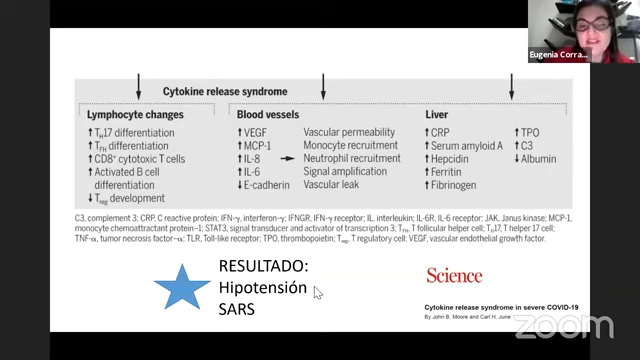 Eugenia Corra...
Cytokine release syndrome
Lymphocyte changes
↑ TH17 differentiation
↑ TFH differentiation
↑ CD8+ cytotoxic T cells
↑ Activated B cell
differentiation
↓ Treg development
Blood vessels
↑ VEGF Vascular permeability
↑ MCP-1 Monocyte recruitment
↑ IL-8 → Neutrophil recruitment
↑ IL-6 Signal amplification
↓ E-cadherin Vascular leak
Liver
↑ CRP ↑ TPO
↑ Serum amyloid A ↑ C3
↑ Hepcidin ↓ Albumin
↑ Ferritin
↑ Fibrinogen
C3, complement 3; CRP, C reactive protein; IFN-γ, interferon-γ; IFNGR, IFN-γ receptor; IL, interleukin; IL-6R, IL-6 receptor; JAK, Janus kinase; MCP-1,
monocyte chemoattractant protein-1; STAT3, signal transducer and activator of transcription 3; TFH, T follicular helper cell; TH17, T helper 17 cell;
TNF-α, tumor necrosis factor-α; TLR, Toll-like receptor; TPO, thrombopoietin; Treg, T regulatory cell; VEGF, vascular endothelial growth factor.
RESULTADO:
Hipotensión
SARS
Science
Cytokine release syndrome in severe COVID-19
By John B. Moore and Carl H. June
zoom